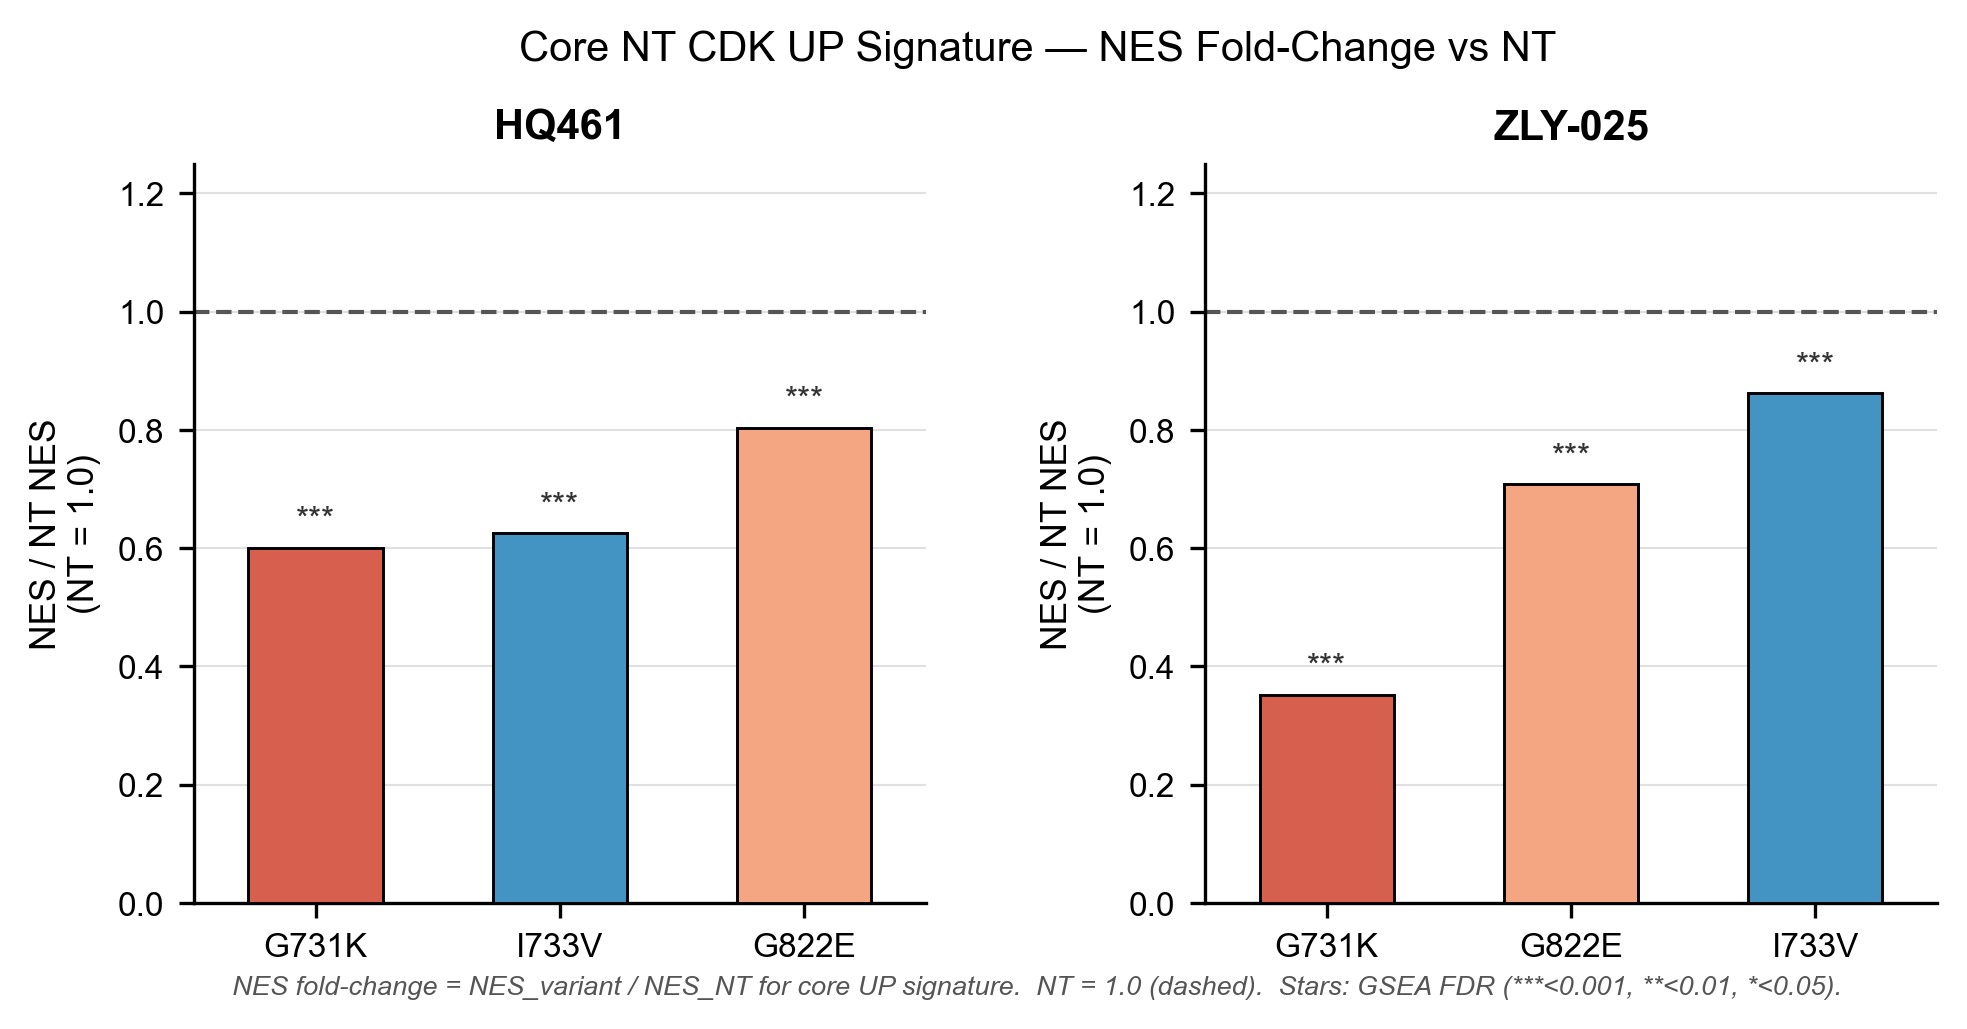 Core NT CDK UP Signature — NES Fold-Change vs NT
HQ461
NES / NT NES
(NT = 1.0)
1.2
1.0
0.8
0.6
0.4
0.2
0.0
***
***
***
G731K
I733V
G822E
ZLY-025
NES / NT NES
(NT = 1.0)
1.2
1.0
0.8
0.6
0.4
0.2
0.0
***
***
***
G731K
G822E
I733V
NES fold-change = NES_variant / NES_NT for core UP signature.  NT = 1.0 (dashed).  Stars: GSEA FDR (***<0.001, **<0.01, *<0.05).